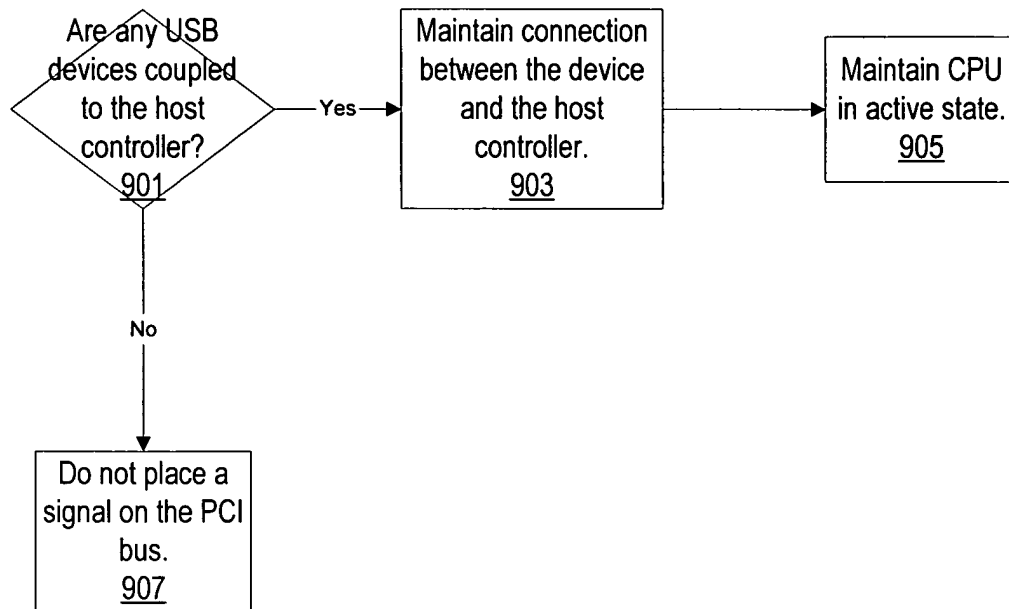 Are any USB
devices coupled
to the host
controller?
901
Yes
Maintain connection
between the device
and the host
controller.
903
Maintain CPU
in active state.
905
No
Do not place a
signal on the PCI
bus.
907